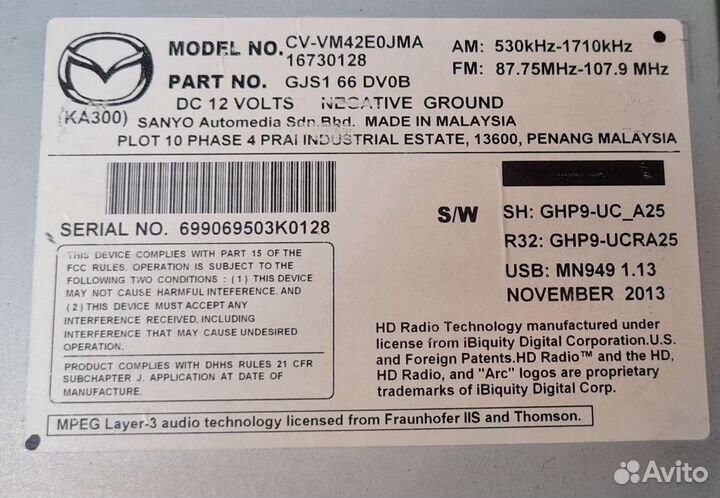 MODEL NO. CV-VM42E0JMA
16730128
AM: 530kHz-1710kHz
FM: 87.75MHz-107.9 MHz
PART NO. GJS1 66 DV0B
DC 12 VOLTS NEGATIVE GROUND
(KA300)
SANYO Automedia Sdn.Bhd. MADE IN MALAYSIA
PLOT 10 PHASE 4 PRAI INDUSTRIAL ESTATE, 13600, PENANG MALAYSIA
SERIAL NO. 699069503K0128
S/W SH: GHP9-UC_A25
R32: GHP9-UCRA25
USB: MN949 1.13
NOVEMBER 2013
THIS DEVICE COMPLIES WITH PART 15 OF THE
FCC RULES. OPERATION IS SUBJECT TO THE
FOLLOWING TWO CONDITIONS : (1) THIS DEVICE
MAY NOT CAUSE HARMFUL INTERFERENCE. AND
(2) THIS DEVICE MUST ACCEPT ANY
INTERFERENCE RECEIVED, INCLUDING
INTERFERENCE THAT MAY CAUSE UNDESIRED
OPERATION.
PRODUCT COMPLIES WITH DHHS RULES 21 CFR
SUBCHAPTER J. APPLICATION AT DATE OF
MANUFACTURE.
HD Radio Technology manufactured under
license from iBiquity Digital Corporation.U.S.
and Foreign Patents.HD Radio™ and the HD,
HD Radio, and "Arc" logos are proprietary
trademarks of iBiquity Digital Corp.
MPEG Layer-3 audio technology licensed from Fraunhofer IIS and Thomson.
Avito